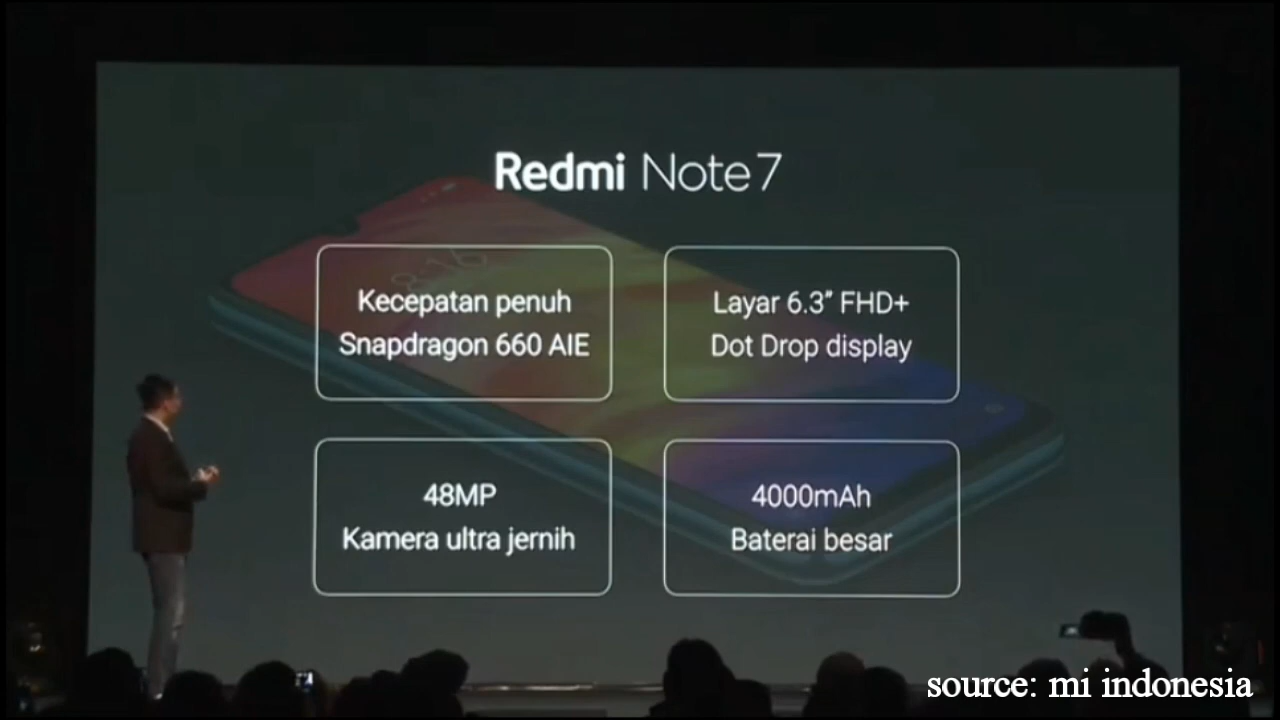 Redmi Note 7
Kecepatan penuh
Snapdragon 660 AIE
Layar 6.3” FHD+
Dot Drop display
48MP
Kamera ultra jernih
4000mAh
Baterai besar
source: mi indonesia